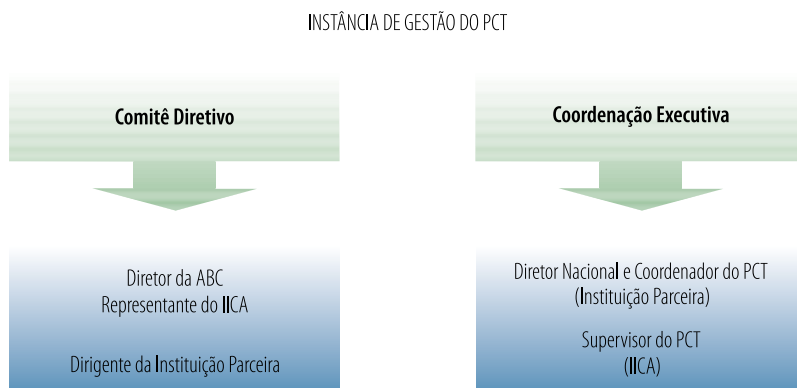 INSTÂNCIA DE GESTÃO DO PCT
Comitê Diretivo
Diretor da ABC
Representante do IICA
Dirigente da Instituição Parceira
Coordenação Executiva
Diretor Nacional e Coordenador do PCT
(Instituição Parceira)
Supervisor do PCT
(IICA)